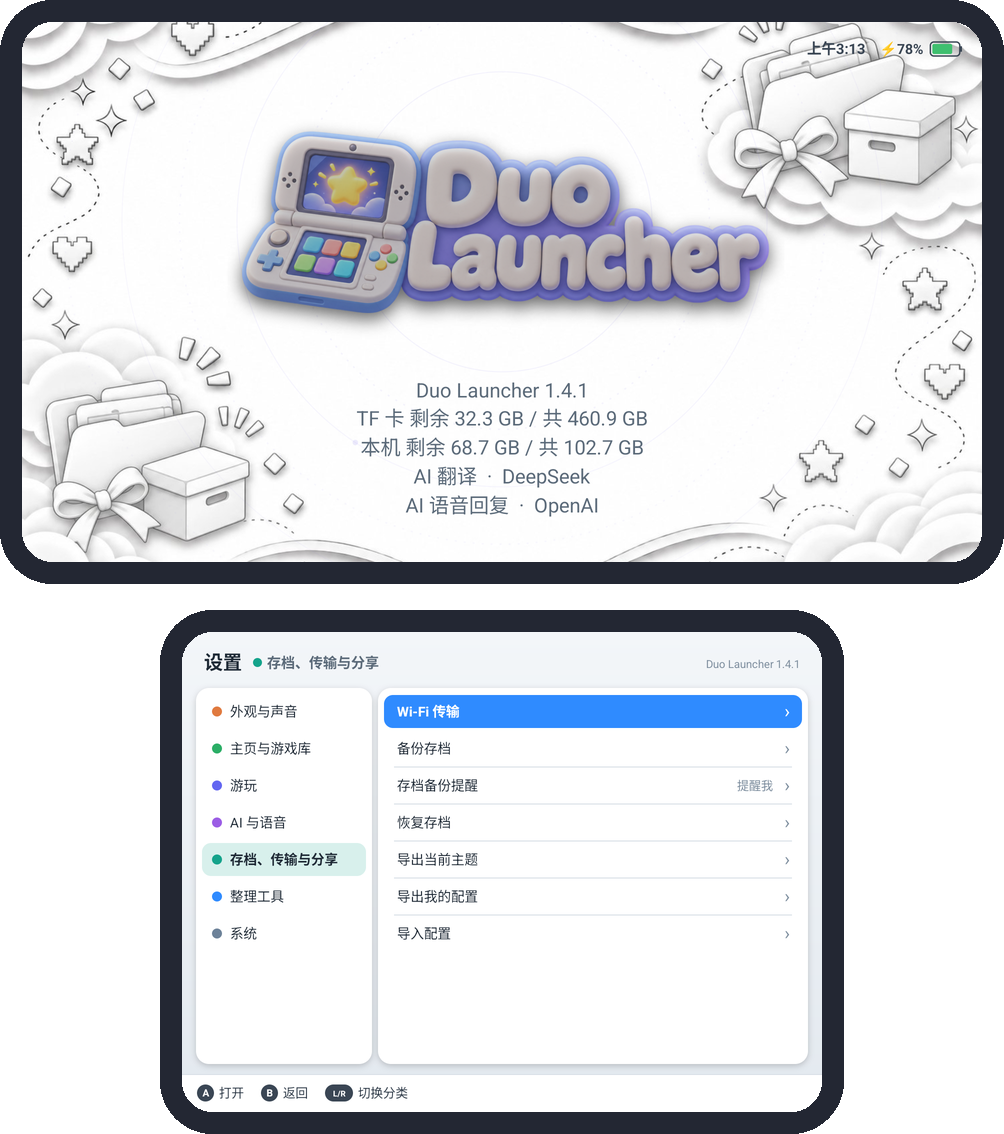 上午3:13 ⚡78%
Duo
Launcher
Duo Launcher 1.4.1
TF 卡 剩余 32.3 GB / 共 460.9 GB
本机 剩余 68.7 GB / 共 102.7 GB
AI 翻译 · DeepSeek
AI 语音回复 · OpenAI
设置 存档、传输与分享 Duo Launcher 1.4.1
外观与声音
主页与游戏库
游玩
AI 与语音
存档、传输与分享
整理工具
系统
Wi-Fi 传输 ›
备份存档 ›
存档备份提醒 提醒我 ›
恢复存档 ›
导出当前主题 ›
导出我的配置 ›
导入配置 ›
A 打开 B 返回 L/R 切换分类